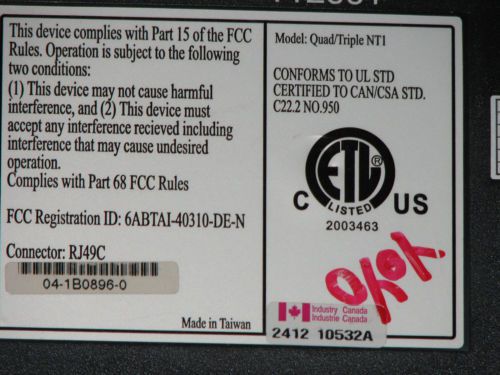 This device complies with Part 15 of the FCC
Rules. Operation is subject to the following
two conditions:
(1) This device may not cause harmful
interference, and (2) This device must
accept any interference recieved including
interference that may cause undesired
operation.
Complies with Part 68 FCC Rules
FCC Registration ID: 6ABTAI-40310-DE-N
Connector: RJ49C
04-1B0896-0
Made in Taiwan
Model: Quad/Triple NT1
CONFORMS TO UL STD
CERTIFIED TO CAN/CSA STD.
C22.2 NO.950
ETL ®
LISTED
C US
2003463
OKOK
Industry Canada
Industrie Canada
2412 10532A